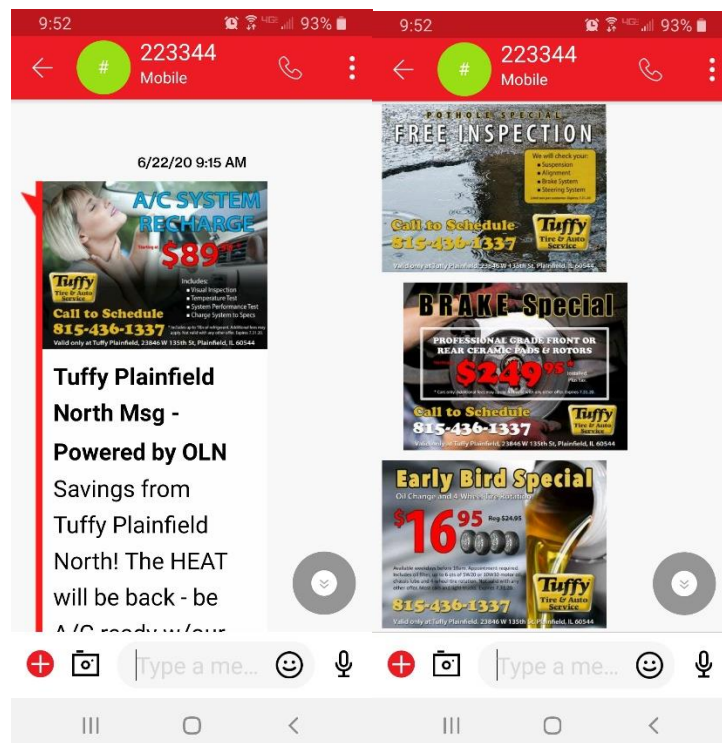 9:52
4G 93%
#
223344
Mobile
6/22/20 9:15 AM
A/C SYSTEM
RECHARGE
$89
Includes:
• Visual Inspection
• Temperature Test
• System Performance Test
• Charge System to Specs
Tuffy
Tire & Auto
Service
Call to Schedule
815-436-1337
Valid only at Tuffy Plainfield, 23846 W 135th St, Plainfield, IL 60544
Tuffy Plainfield
North Msg -
Powered by OLN
Savings from
Tuffy Plainfield
North! The HEAT
will be back - be
A/C ready w/our
Type a me...
9:52
93%
#
223344
Mobile
POTHOLE SPECIAL
FREE INSPECTION
We will check your:
• Suspension
• Alignment
• Brake System
• Steering System
Call to Schedule
815-436-1337
Tuffy
Tire & Auto
Service
Valid only at Tuffy Plainfield, 23846 W 135th St, Plainfield, IL 60544
BRAKE Special
PROFESSIONAL GRADE FRONT OR
REAR CERAMIC PADS & ROTORS
$249 95*
Call to Schedule
815-436-1337
Tuffy
Tire & Auto
Service
Valid only at Tuffy Plainfield, 23846 W 135th St, Plainfield, IL 60544
Early Bird Special
Oil Change and 4 Wheel Tire Rotation
$16 95 Reg $24.95
815-436-1337
Tuffy
Tire & Auto
Service
Valid only at Tuffy Plainfield, 23846 W 135th St, Plainfield, IL 60544
Type a me...